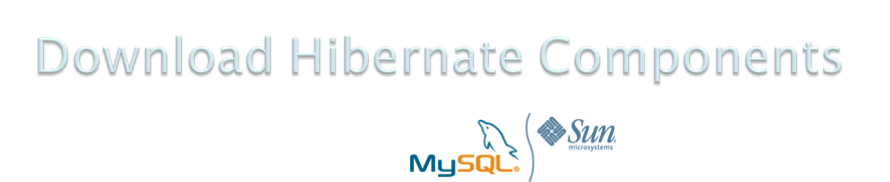 Download Hibernate Components
MySQL.
Sun
microsystems